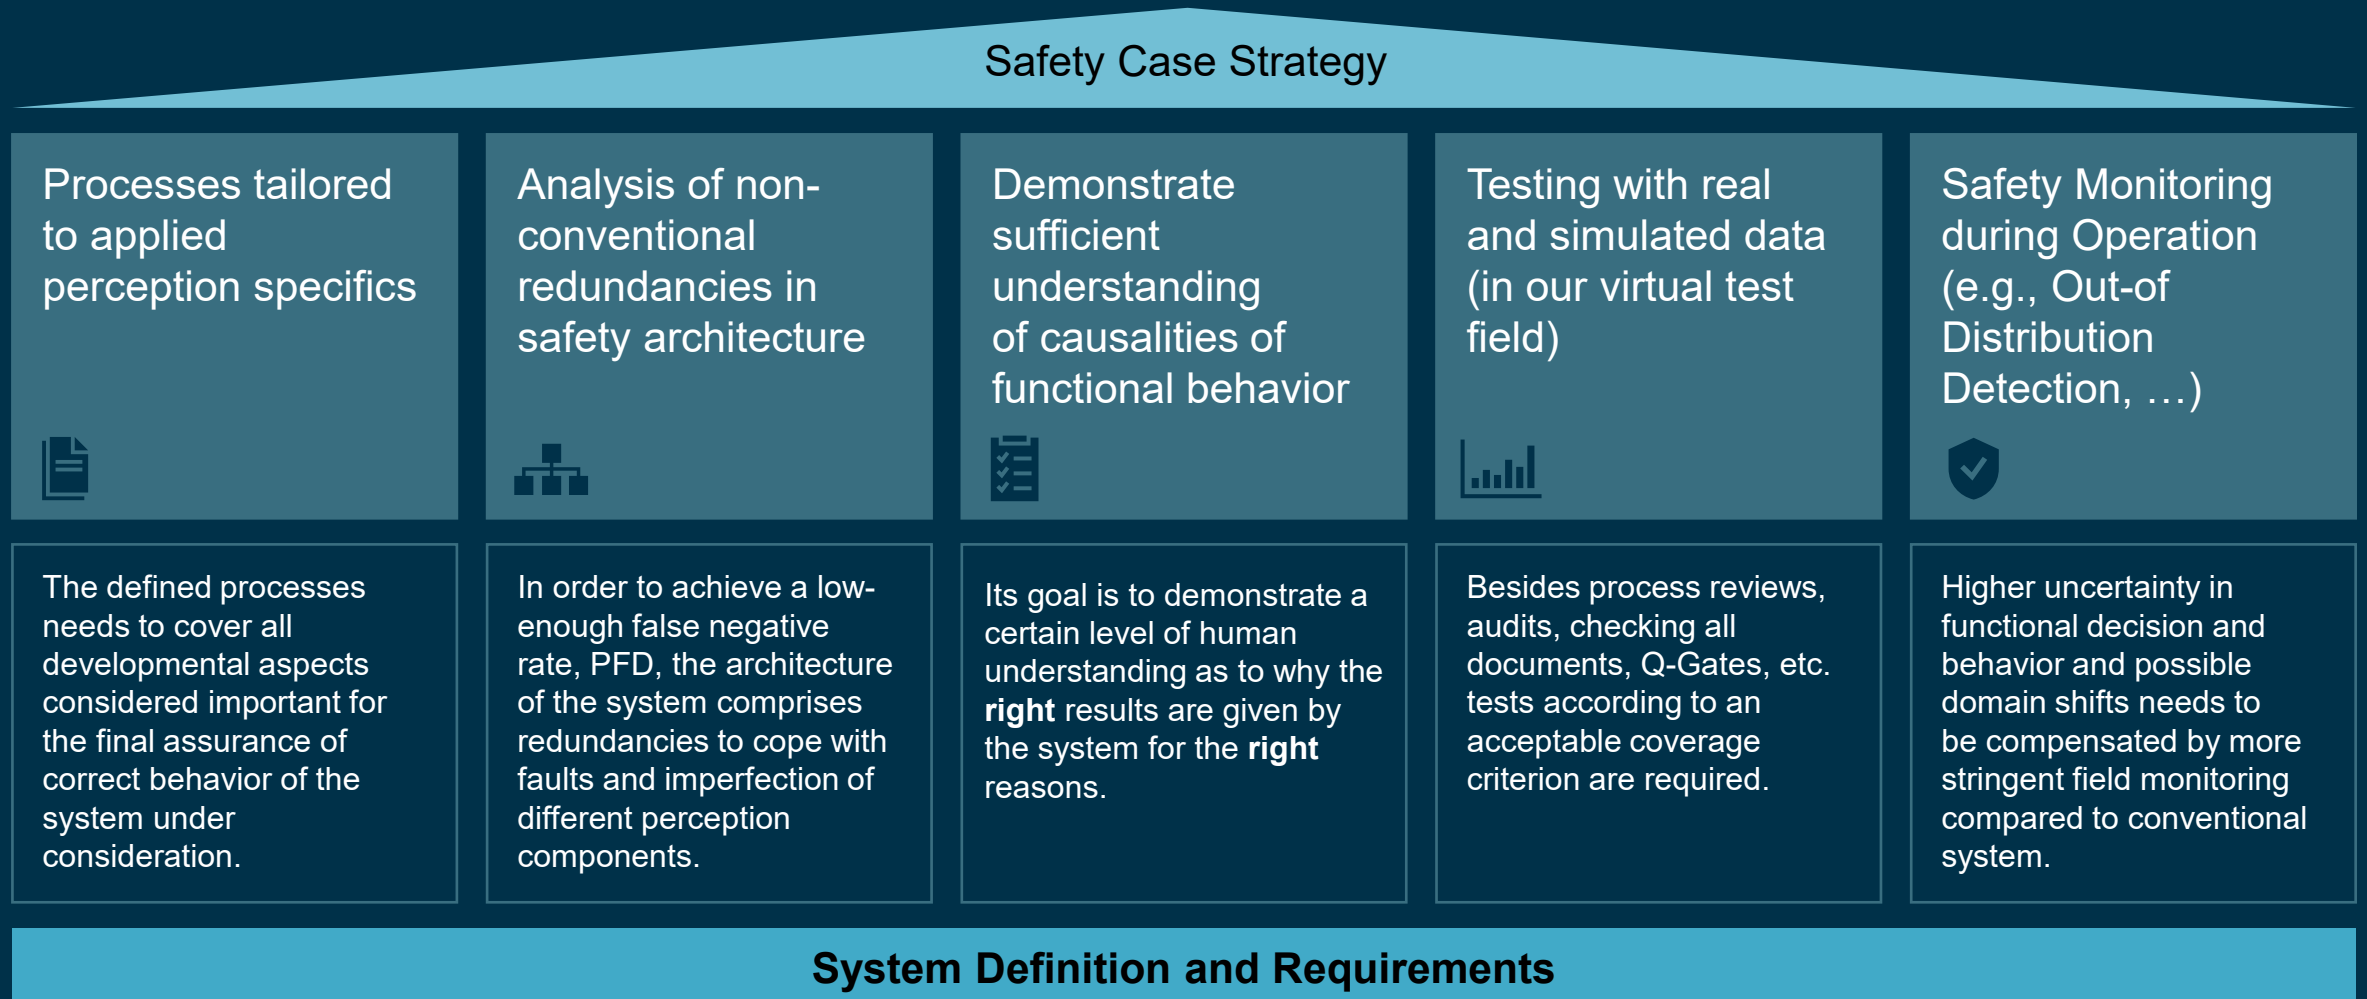 Safety Case Strategy
Processes tailored
to applied
perception specifics
Analysis of non-
conventional
redundancies in
safety architecture
Demonstrate
sufficient
understanding
of causalities of
functional behavior
Testing with real
and simulated data
(in our virtual test
field)
Safety Monitoring
during Operation
(e.g., Out-of
Distribution
Detection, …)
The defined processes
needs to cover all
developmental aspects
considered important for
the final assurance of
correct behavior of the
system under
consideration.
In order to achieve a low-
enough false negative
rate, PFD, the architecture
of the system comprises
redundancies to cope with
faults and imperfection of
different perception
components.
Its goal is to demonstrate a
certain level of human
understanding as to why the
right results are given by
the system for the right
reasons.
Besides process reviews,
audits, checking all
documents, Q-Gates, etc.
tests according to an
acceptable coverage
criterion are required.
Higher uncertainty in
functional decision and
behavior and possible
domain shifts needs to
be compensated by more
stringent field monitoring
compared to conventional
system.
System Definition and Requirements